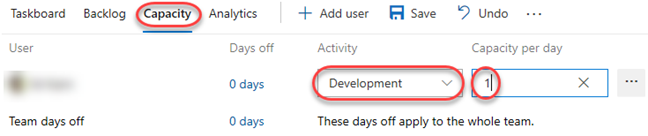 Taskboard Backlog Capacity Analytics + Add user Save Undo ...
User Days off Activity Capacity per day
0 days Development 1 × ...
Team days off 0 days These days off apply to the whole team.